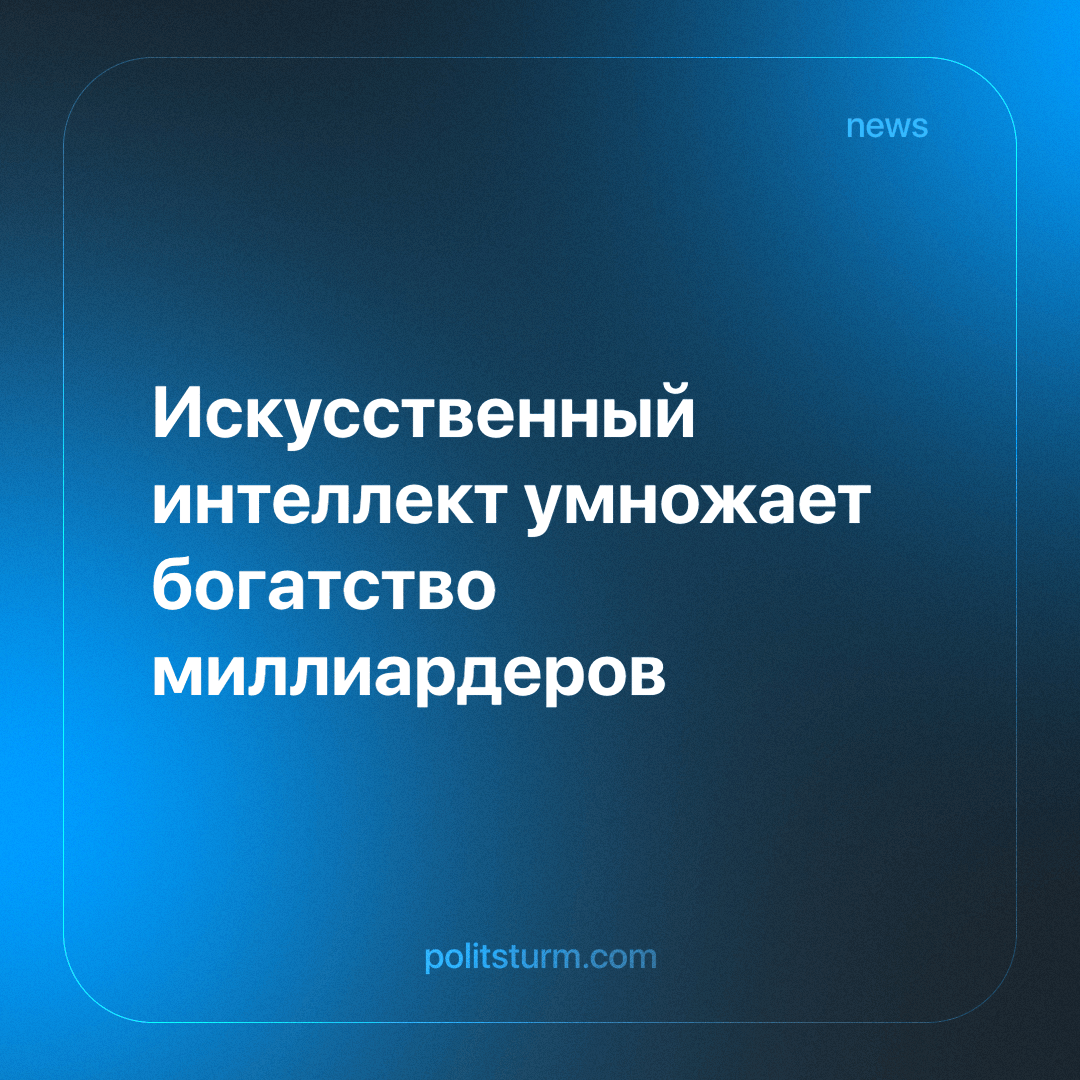 news
Искусственный
интеллект умножает
богатство
миллиардеров
politsturm.com